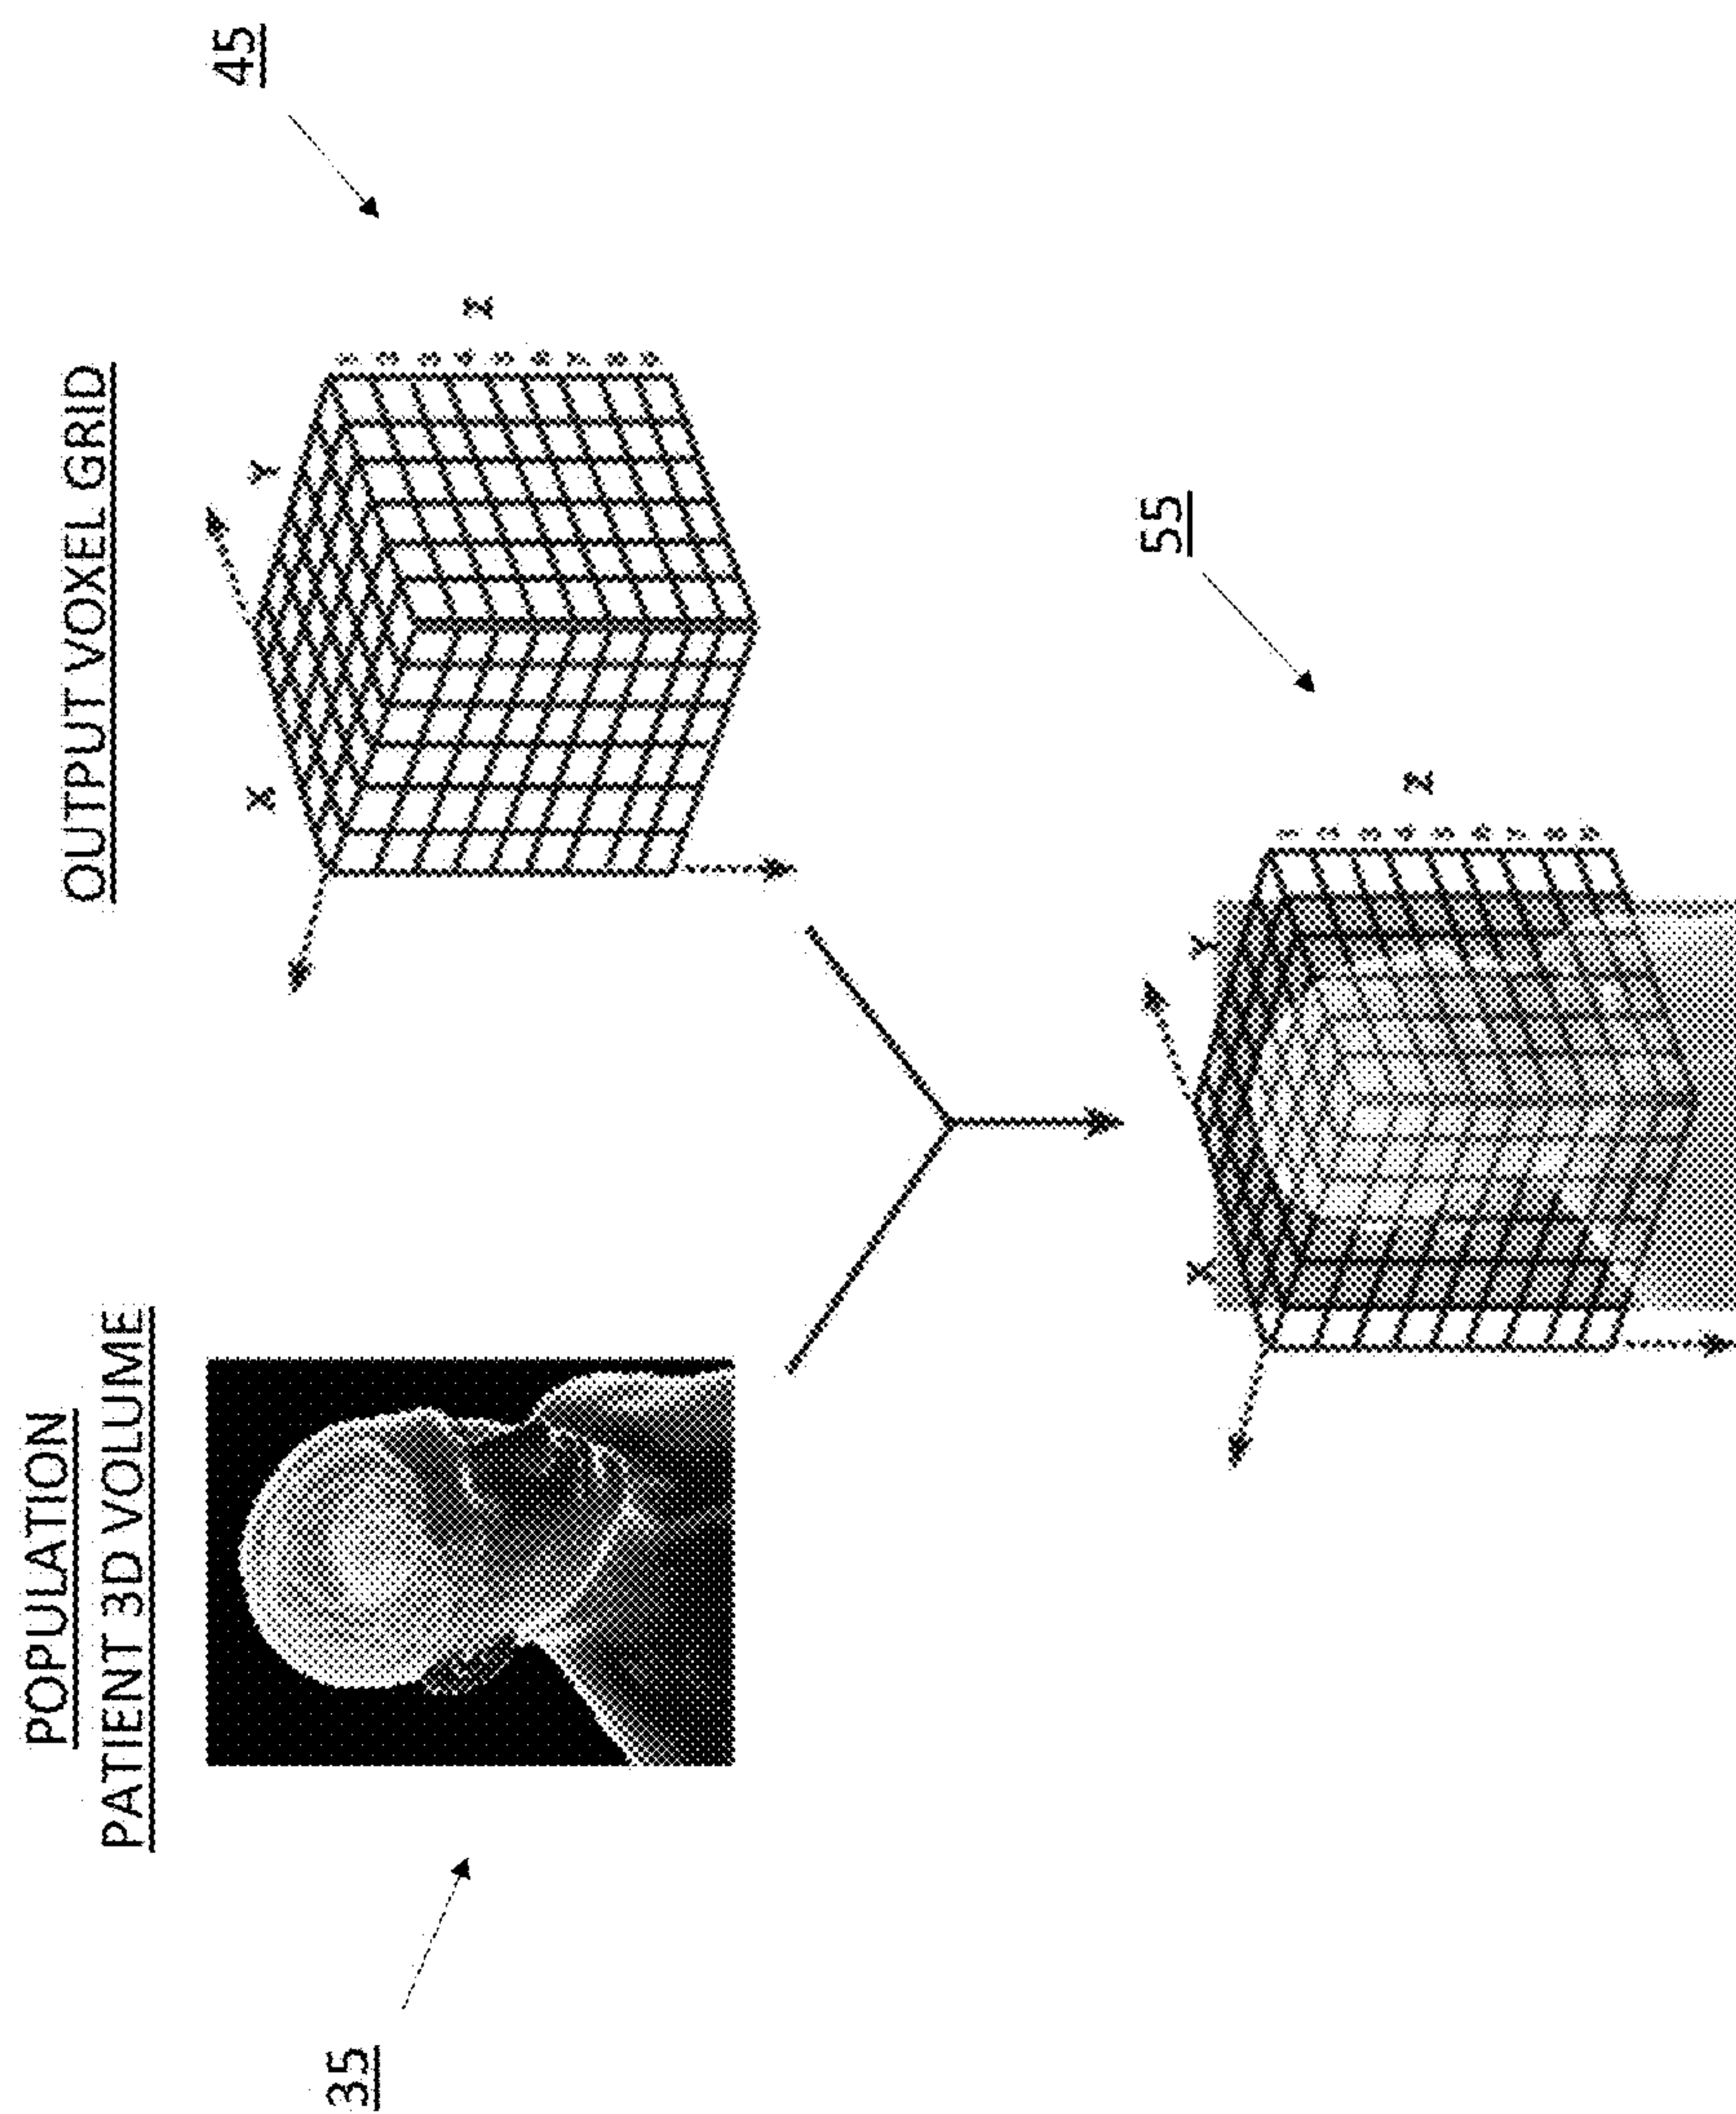 POPULATION
PATIENT 3D VOLUME
OUTPUT VOXEL GRID
35
45
X
Y
Z
55
X
Y
Z